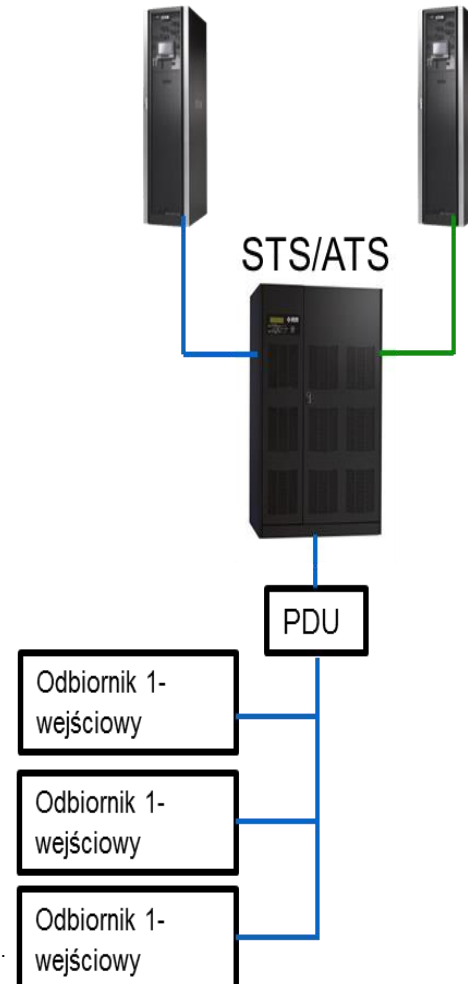 STS/ATS
PDU
Odbiornik 1-
wejściowy
Odbiornik 1-
wejściowy
Odbiornik 1-
wejściowy